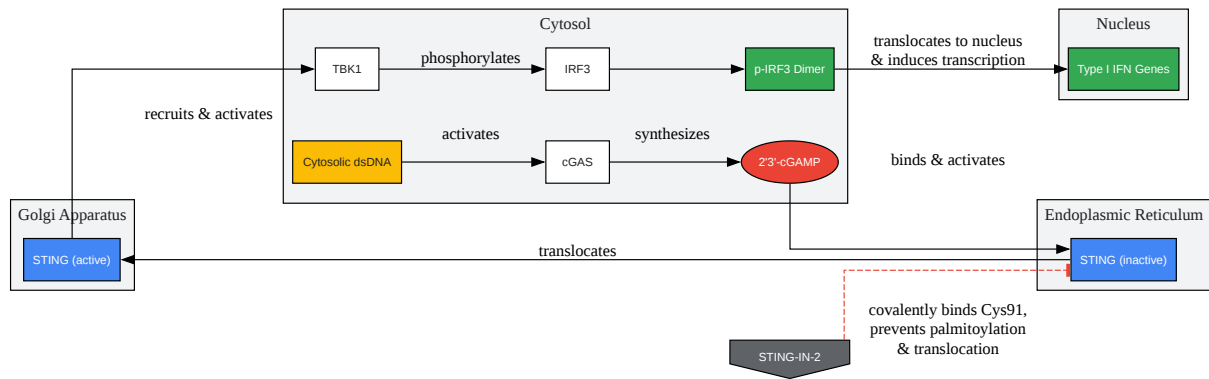 Cytosol
Nucleus
TBK1
phosphorylates
IRF3
p-IRF3 Dimer
translocates to nucleus
& induces transcription
Type I IFN Genes
recruits & activates
Cytosolic dsDNA
activates
cGAS
synthesizes
2'3'-cGAMP
binds & activates
Golgi Apparatus
STING (active)
translocates
Endoplasmic Reticulum
STING (inactive)
covalently binds Cys91,
prevents palmitoylation
& translocation
STING-IN-2